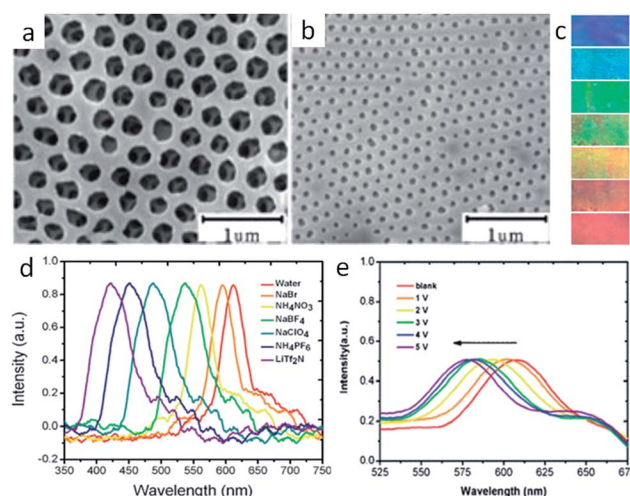 a
b
c
1um
1um
d
Intensity (a.u.)
1.0
0.8
0.6
0.4
0.2
0.0
-0.2
Water
NaBr
NH4NO3
NaBF4
NaClO4
NH4PF6
LiTf2N
350 400 450 500 550 600 650 700 750
Wavelength (nm)
e
Intensity(a.u.)
0.8
0.6
0.4
0.2
0.0
blank
1 V
2 V
3 V
4 V
5 V
525 550 575 600 625 650 675
Wavelength (nm)